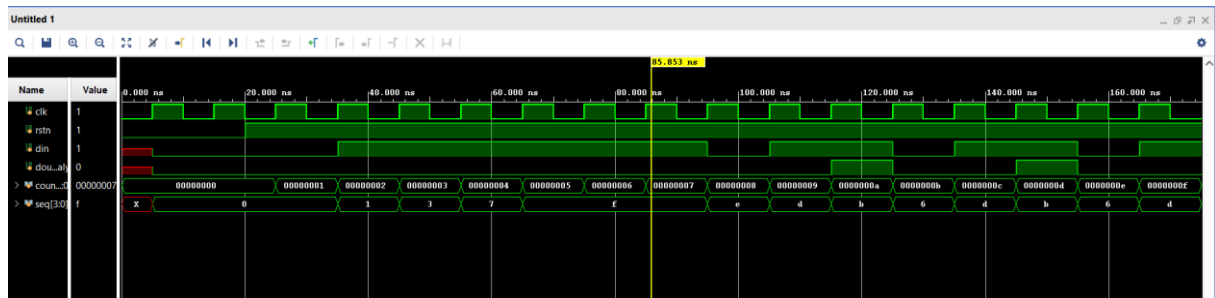 Untitled 1
85.853 ns
Name Value 0.000 ns 20.000 ns 40.000 ns 60.000 ns 80.000 ns 100.000 ns 120.000 ns 140.000 ns 160.000 ns
clk 1
rstn 1
din 1
dou...aly 0
coun...:0 00000007 00000000 00000001 00000002 00000003 00000004 00000005 00000006 00000007 00000008 00000009 0000000a 0000000b 0000000c 0000000d 0000000e 0000000f
seq[3:0] f X 0 1 3 7 f e d b 6 d b 6 d